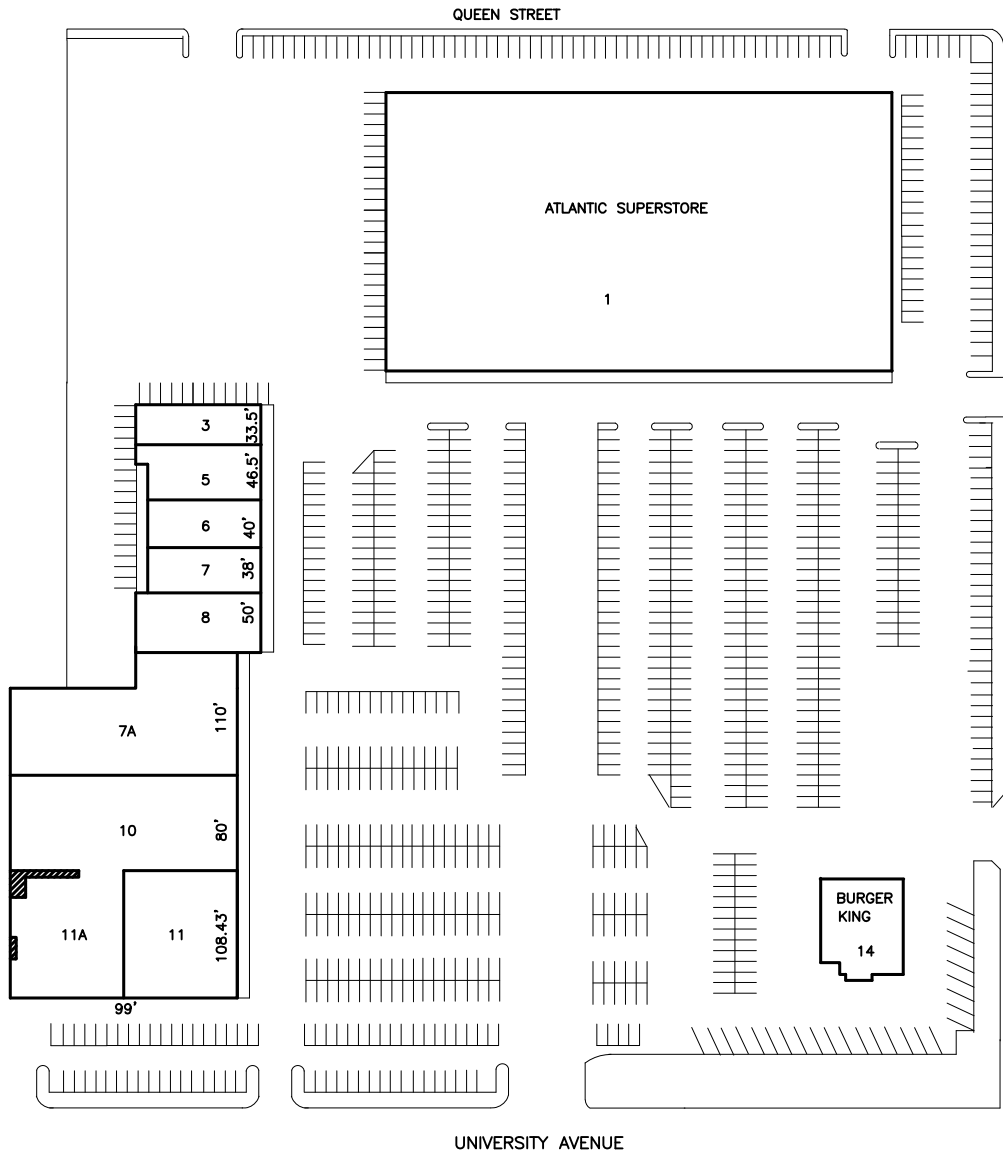 QUEEN STREET
ATLANTIC SUPERSTORE
1
3
33.5'
5
46.5'
6
40'
7
38'
8
50'
7A
110'
10
80'
11A
11
108.43'
99'
BURGER
KING
14
UNIVERSITY AVENUE